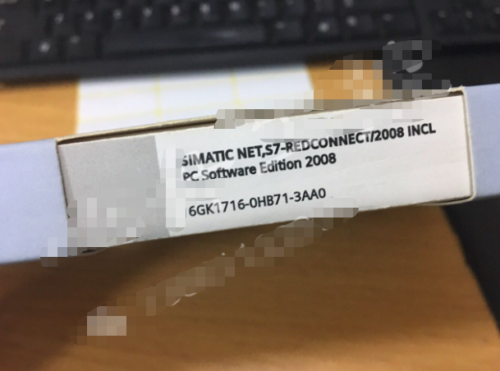 SIMATIC NET,S7-REDCONNECT/2008 INCL
PC Software Edition 2008
6GK1716-0HB71-3AA0